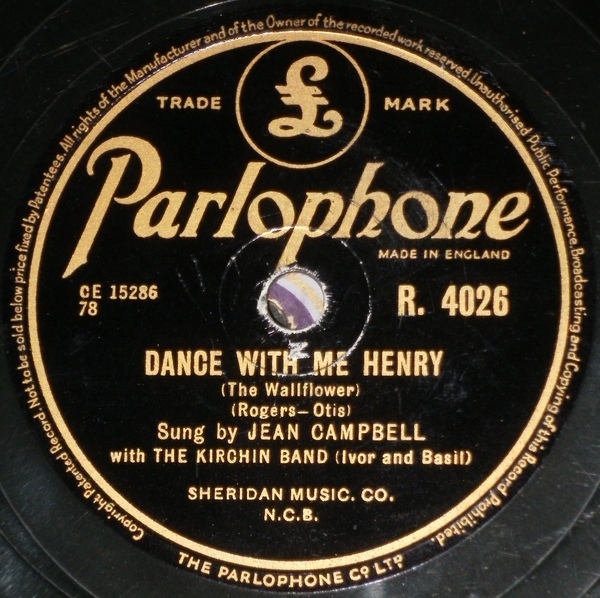 Copyright Patented Record. Not to be sold below price fixed by Patentees. All rights of the Manufacturer and of the Owner of the recorded work reserved. Unauthorised Public Performance, Broadcasting and Copying of this Record Prohibited.
£
TRADE MARK
Parlophone
MADE IN ENGLAND
CE 15286
78
R. 4026
Z
DANCE WITH ME HENRY
(The Wallflower)
(Rogers–Otis)
Sung by JEAN CAMPBELL
with THE KIRCHIN BAND (Ivor and Basil)
SHERIDAN MUSIC. CO.
N.C.B.
THE PARLOPHONE Co LTD